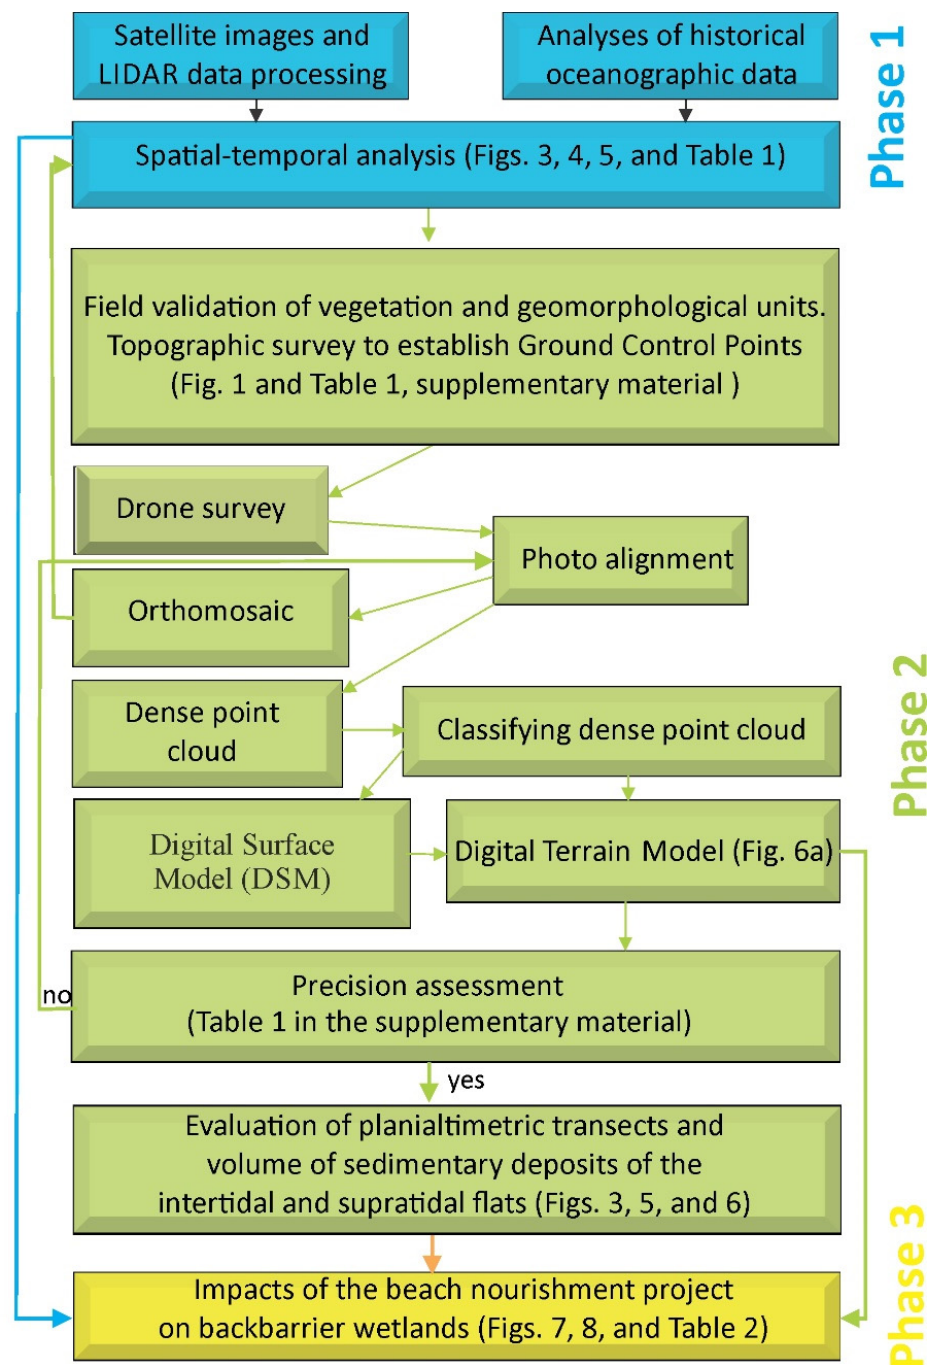 Satellite images and
LIDAR data processing
Analyses of historical
oceanographic data
Phase 1
Spatial-temporal analysis (Figs. 3, 4, 5, and Table 1)
Field validation of vegetation and geomorphological units.
Topographic survey to establish Ground Control Points
(Fig. 1 and Table 1, supplementary material )
Drone survey
Photo alignment
Orthomosaic
Phase 2
Dense point
cloud
Classifying dense point cloud
Digital Surface
Model (DSM)
Digital Terrain Model (Fig. 6a)
Precision assessment
(Table 1 in the supplementary material)
no
yes
Evaluation of planialtimetric transects and
volume of sedimentary deposits of the
intertidal and supratidal flats (Figs. 3, 5, and 6)
Phase 3
Impacts of the beach nourishment project
on backbarrier wetlands (Figs. 7, 8, and Table 2)